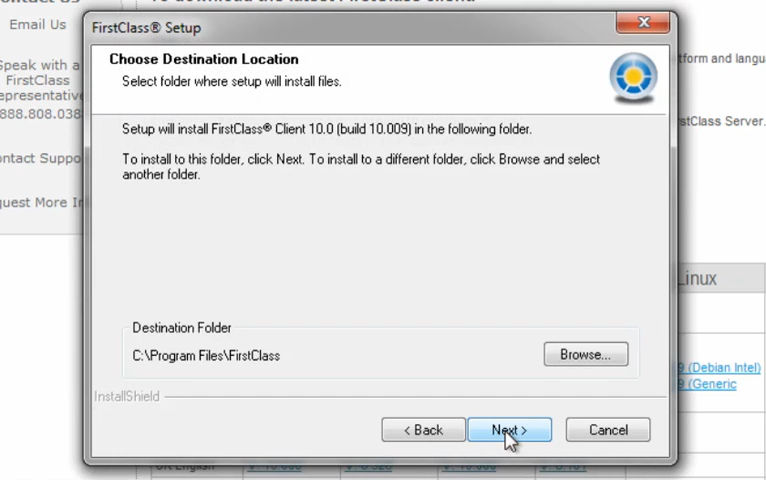 FirstClass® Setup
Choose Destination Location
Select folder where setup will install files.
Setup will install FirstClass® Client 10.0 (build 10.009) in the following folder.
To install to this folder, click Next. To install to a different folder, click Browse and select
another folder.
Destination Folder
C:\Program Files\FirstClass
Browse...
InstallShield
< Back
Next >
Cancel
Email Us
Speak with a
FirstClass
Linux
(Debian Intel)
(Generic